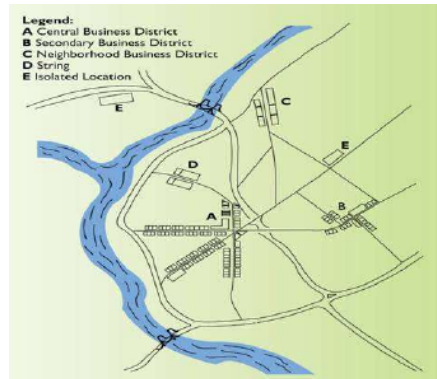 Legend:
A Central Business District
B Secondary Business District
C Neighborhood Business District
D String
E Isolated Location
E
C
E
D
B
A